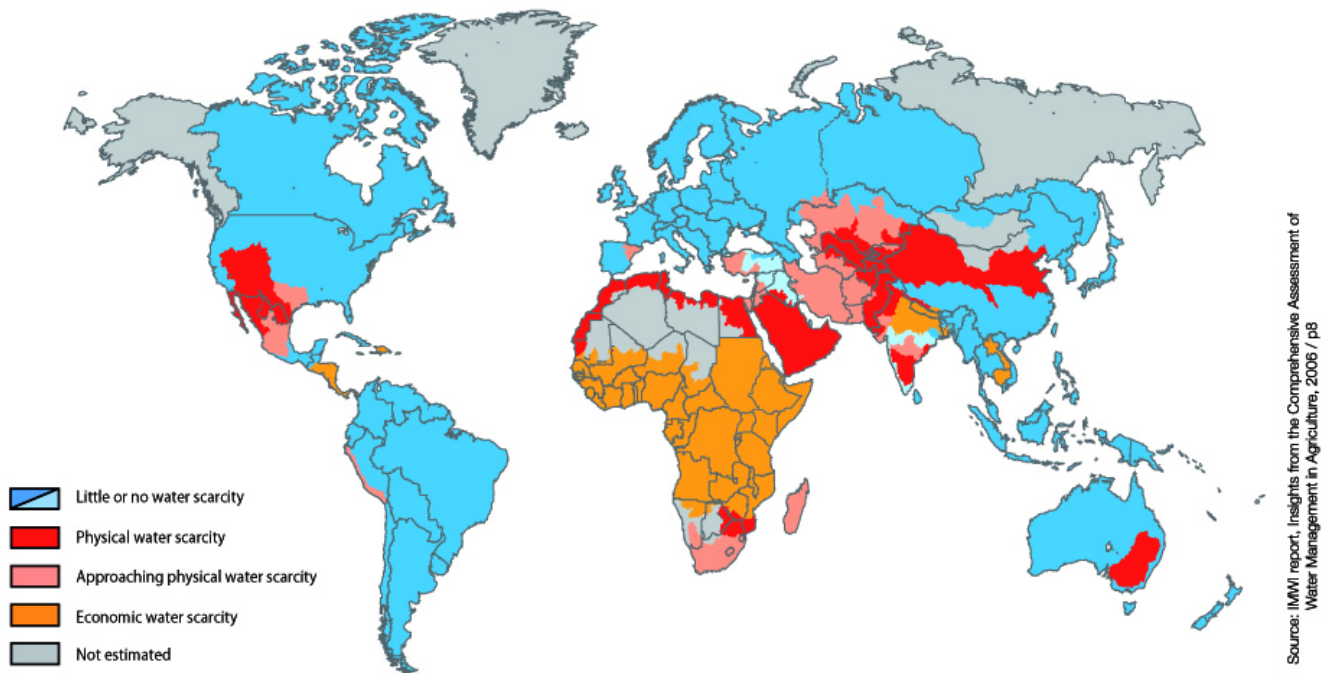 Little or no water scarcity
Physical water scarcity
Approaching physical water scarcity
Economic water scarcity
Not estimated
Source: IMWI report, Insights from the Comprehensive Assessment of
Water Management in Agriculture, 2006 / p8